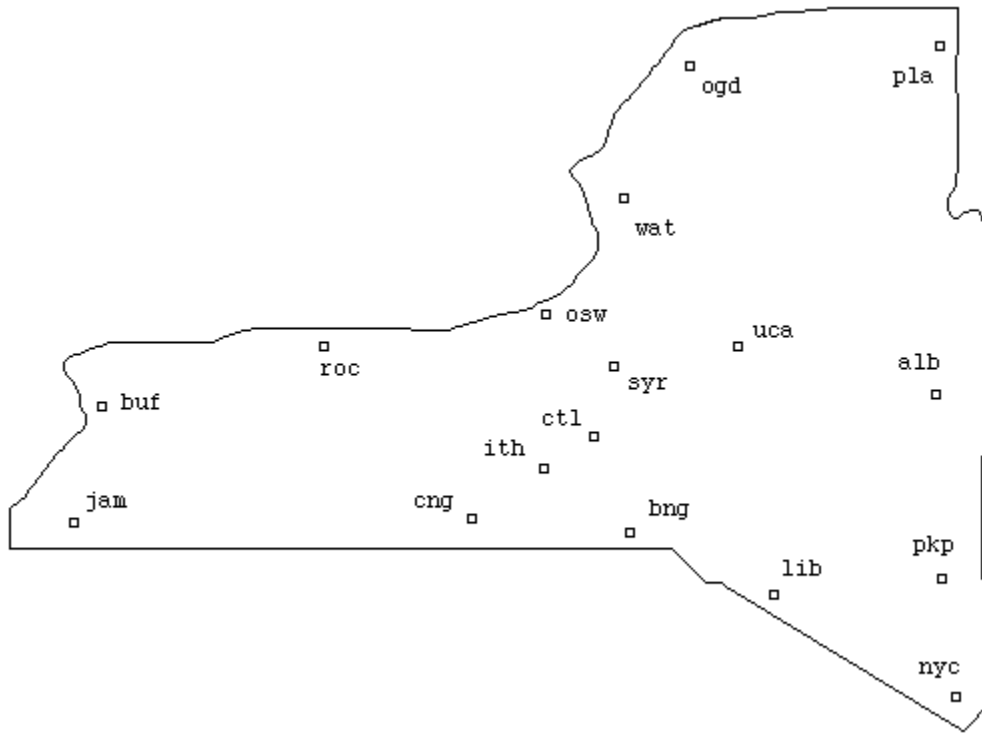 pla
ogd
wat
osw
uca
roc
alb
syr
buf
ctl
ith
jam
cng
bng
pkp
lib
nyc